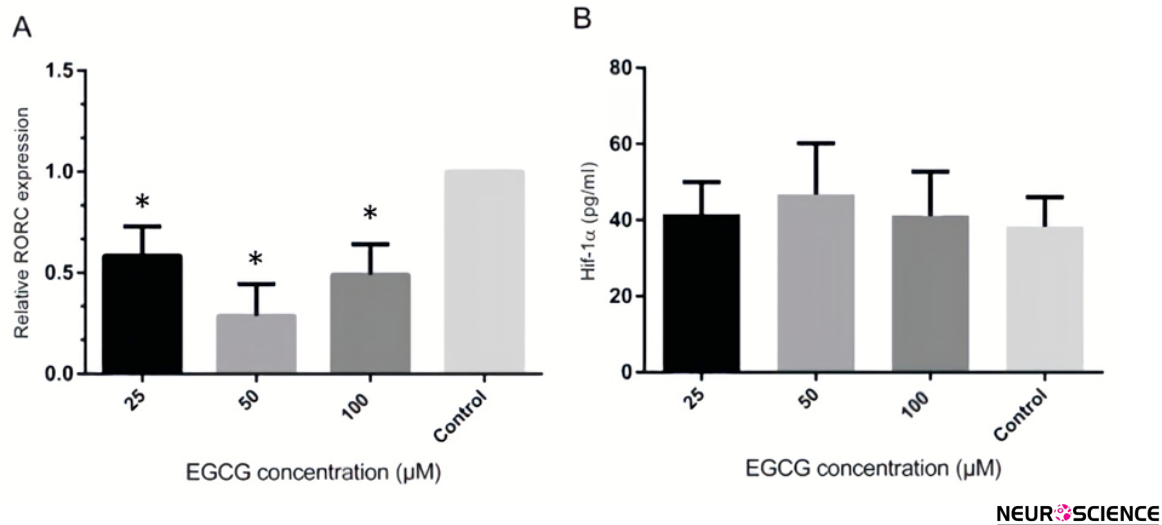 A
Relative RORC expression
1.5
1.0
0.5
0.0
*
*
*
25
50
100
Control
EGCG concentration (µM)
B
Hif-1α (pg/ml)
80
60
40
20
0
25
50
100
Control
EGCG concentration (µM)
NEUROSCIENCE